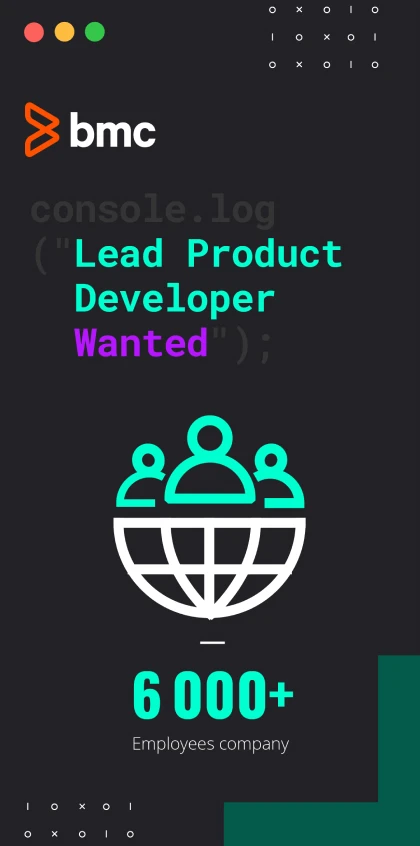 bmc
console.log
("Lead Product
Developer
Wanted");
6 000+
Employees company